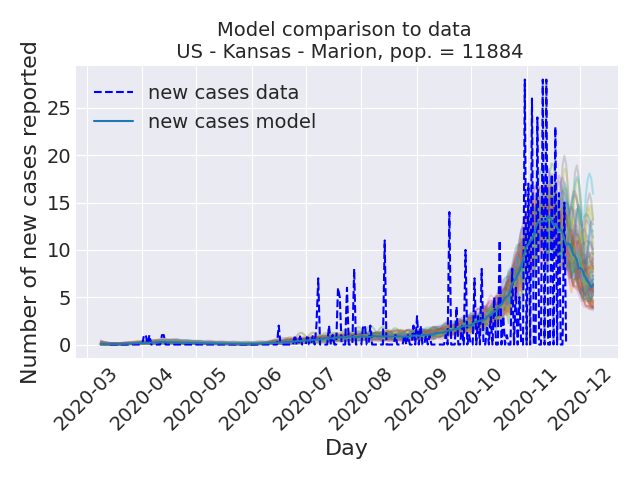 Model comparison to data
US - Kansas - Marion, pop. = 11884
Number of new cases reported
25
20
15
10
5
0
new cases data
new cases model
2020-03
2020-04
2020-05
2020-06
2020-07
2020-08
2020-09
2020-10
2020-11
2020-12
Day